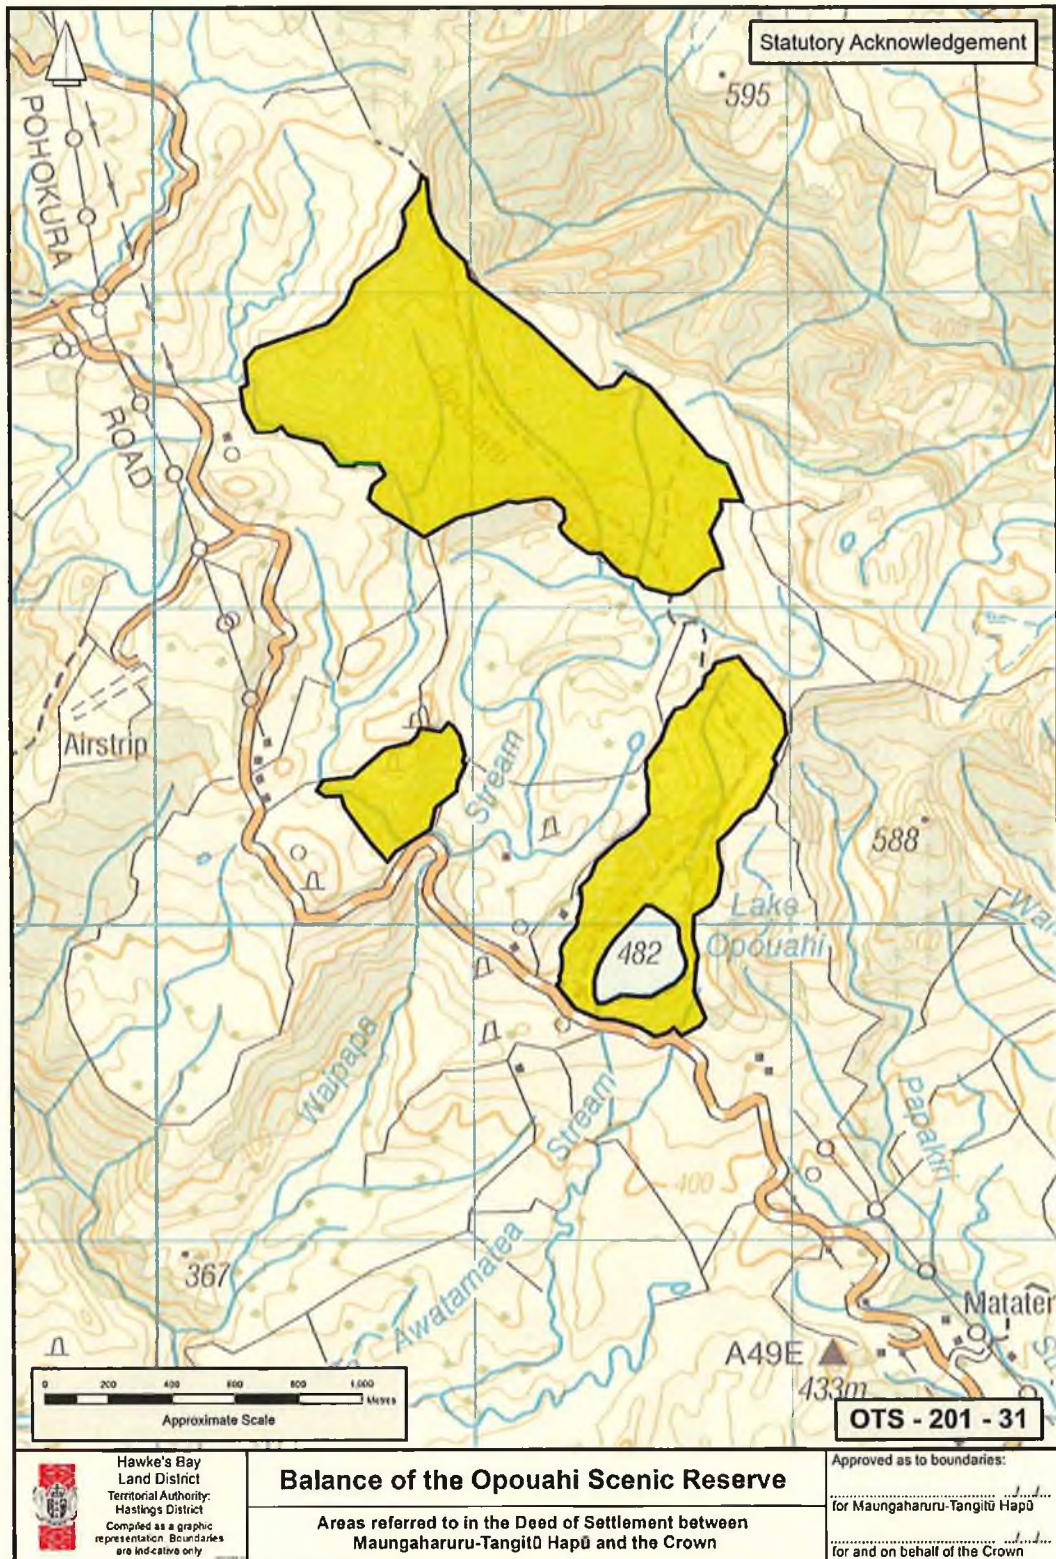 Statutory Acknowledgement
595
POHOKURA
ROAD
400
Opouahi
Airstrip
Stream
588
Lake
Opouahi
482
Waipapa
Stream
Papakiri
400
367
Awatamatea
A49E
433m
0 200 400 600 800 1,000
Metres
Approximate Scale
OTS - 201 - 31
Hawke's Bay
Land District
Territorial Authority:
Hastings District
Compiled as a graphic
representation. Boundaries
are indicative only
Balance of the Opouahi Scenic Reserve
Areas referred to in the Deed of Settlement between
Maungaharuru-Tangitū Hapū and the Crown
Approved as to boundaries:
............................./...../.....
for Maungaharuru-Tangitū Hapū
............................./...../.....
for and on behalf of the Crown